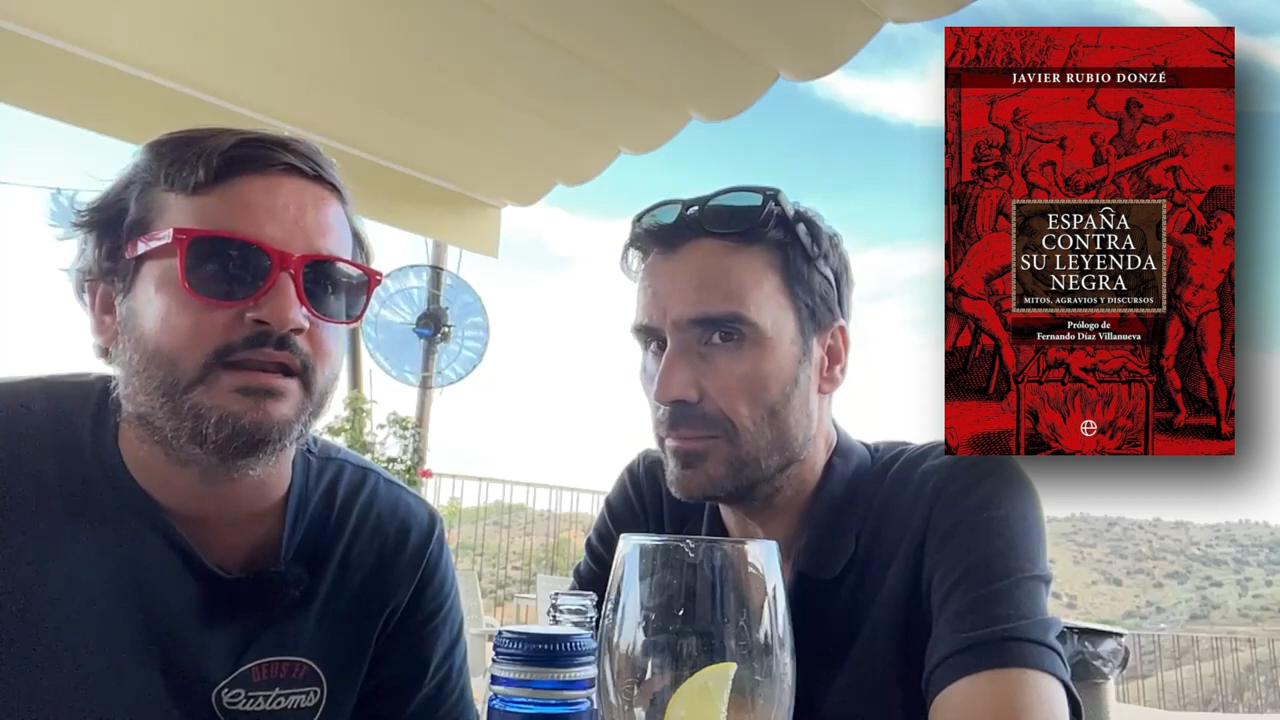 JAVIER RUBIO DONZÉ
ESPAÑA
CONTRA
SU LEYENDA
NEGRA
MITOS, AGRAVIOS Y DISCURSOS
Prólogo de
Fernando Díaz Villanueva
DEUS EX
Customs